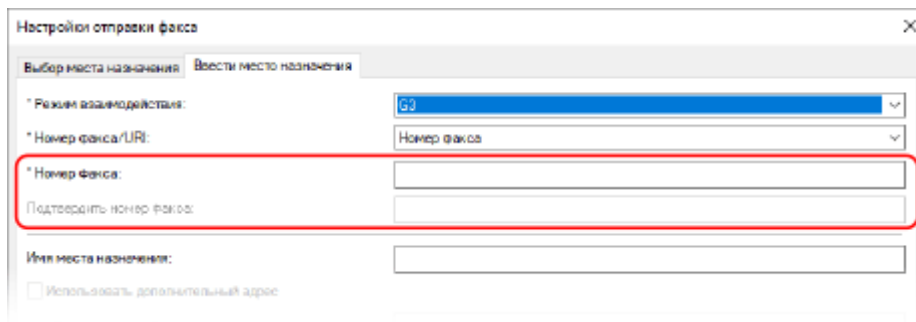 Настройки отправки факса
Выбор места назначения Ввести место назначения
* Режим взаимодействия: G3
* Номер факса/URI: Номер факса
* Номер факса:
Подтвердить номер факса:
Имя места назначения:
Использовать дополнительный адрес